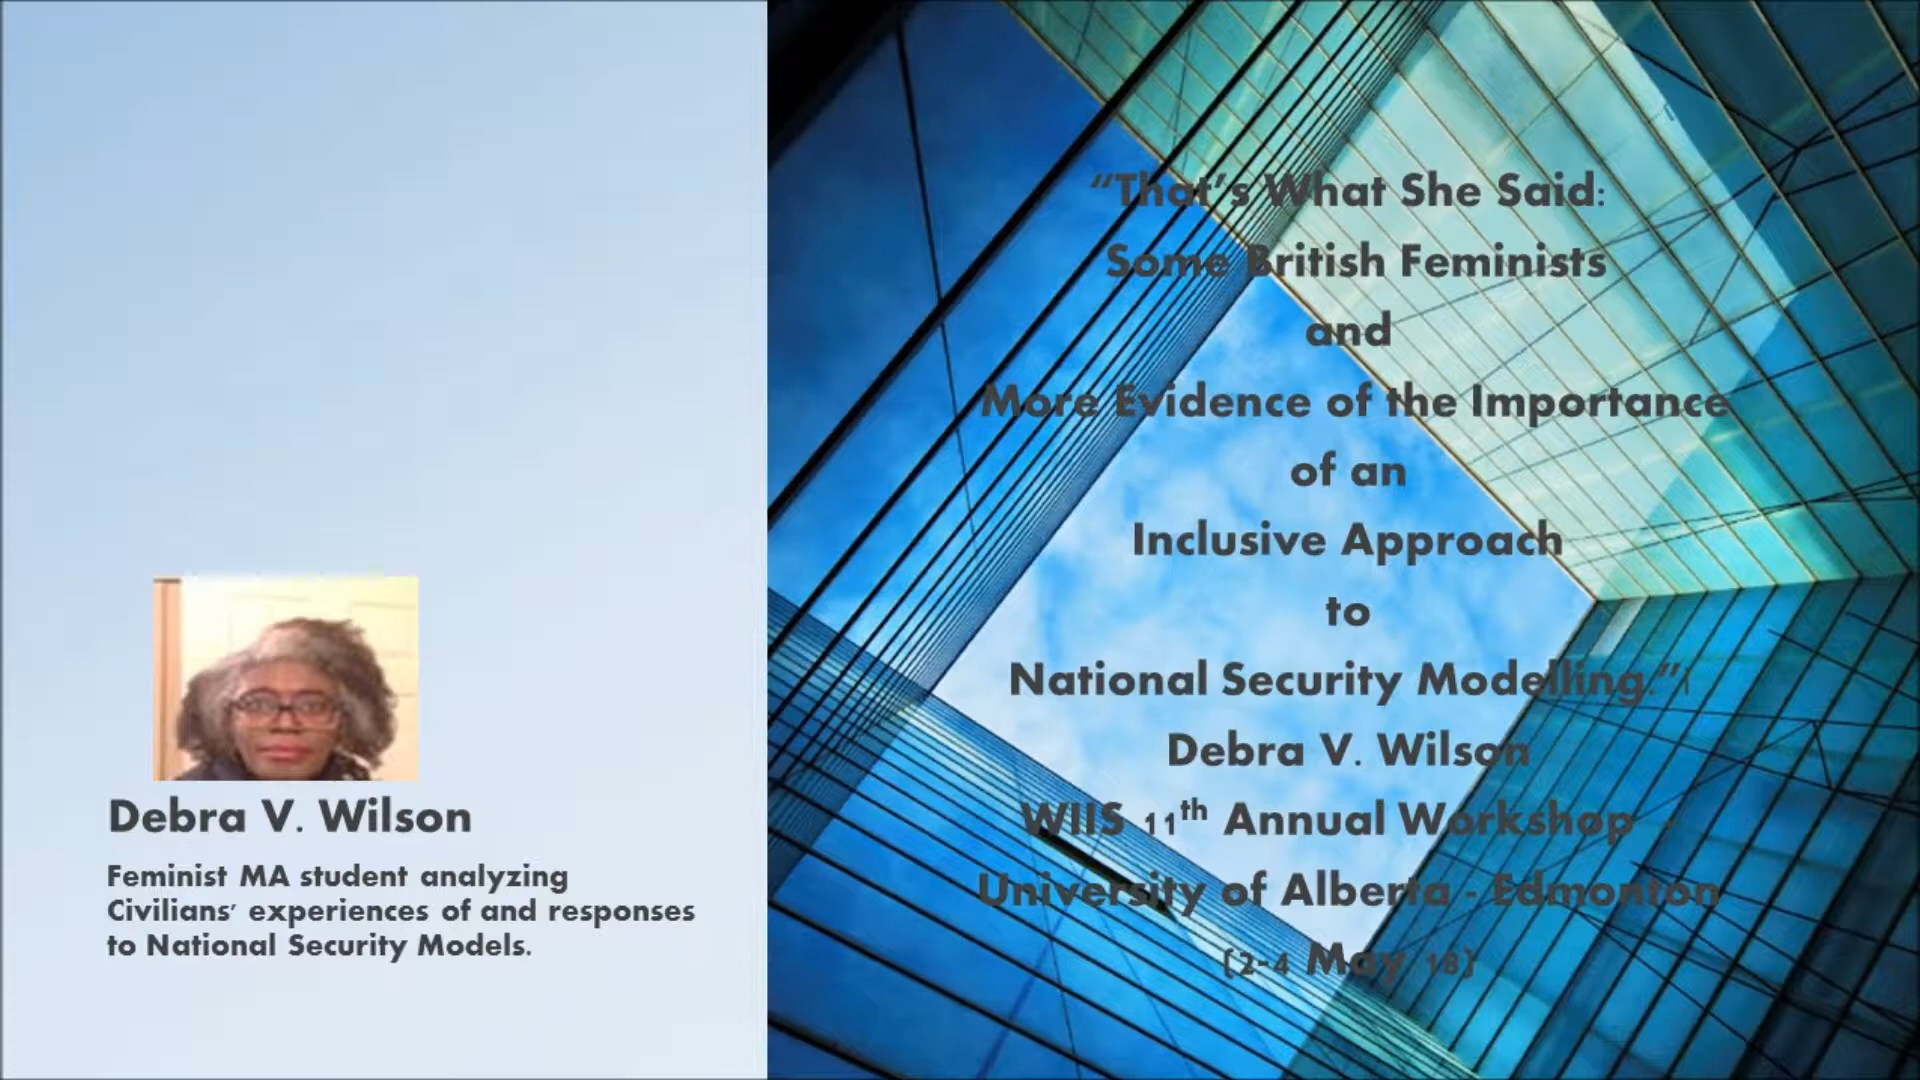 Debra V. Wilson
Feminist MA student analyzing
Civilians' experiences of and responses
to National Security Models.
“That’s What She Said:
Some British Feminists
and
More Evidence of the Importance
of an
Inclusive Approach
to
National Security Modelling.”(
Debra V. Wilson
WIIS 11th Annual Workshop -
University of Alberta - Edmonton
(2-4 May 18)